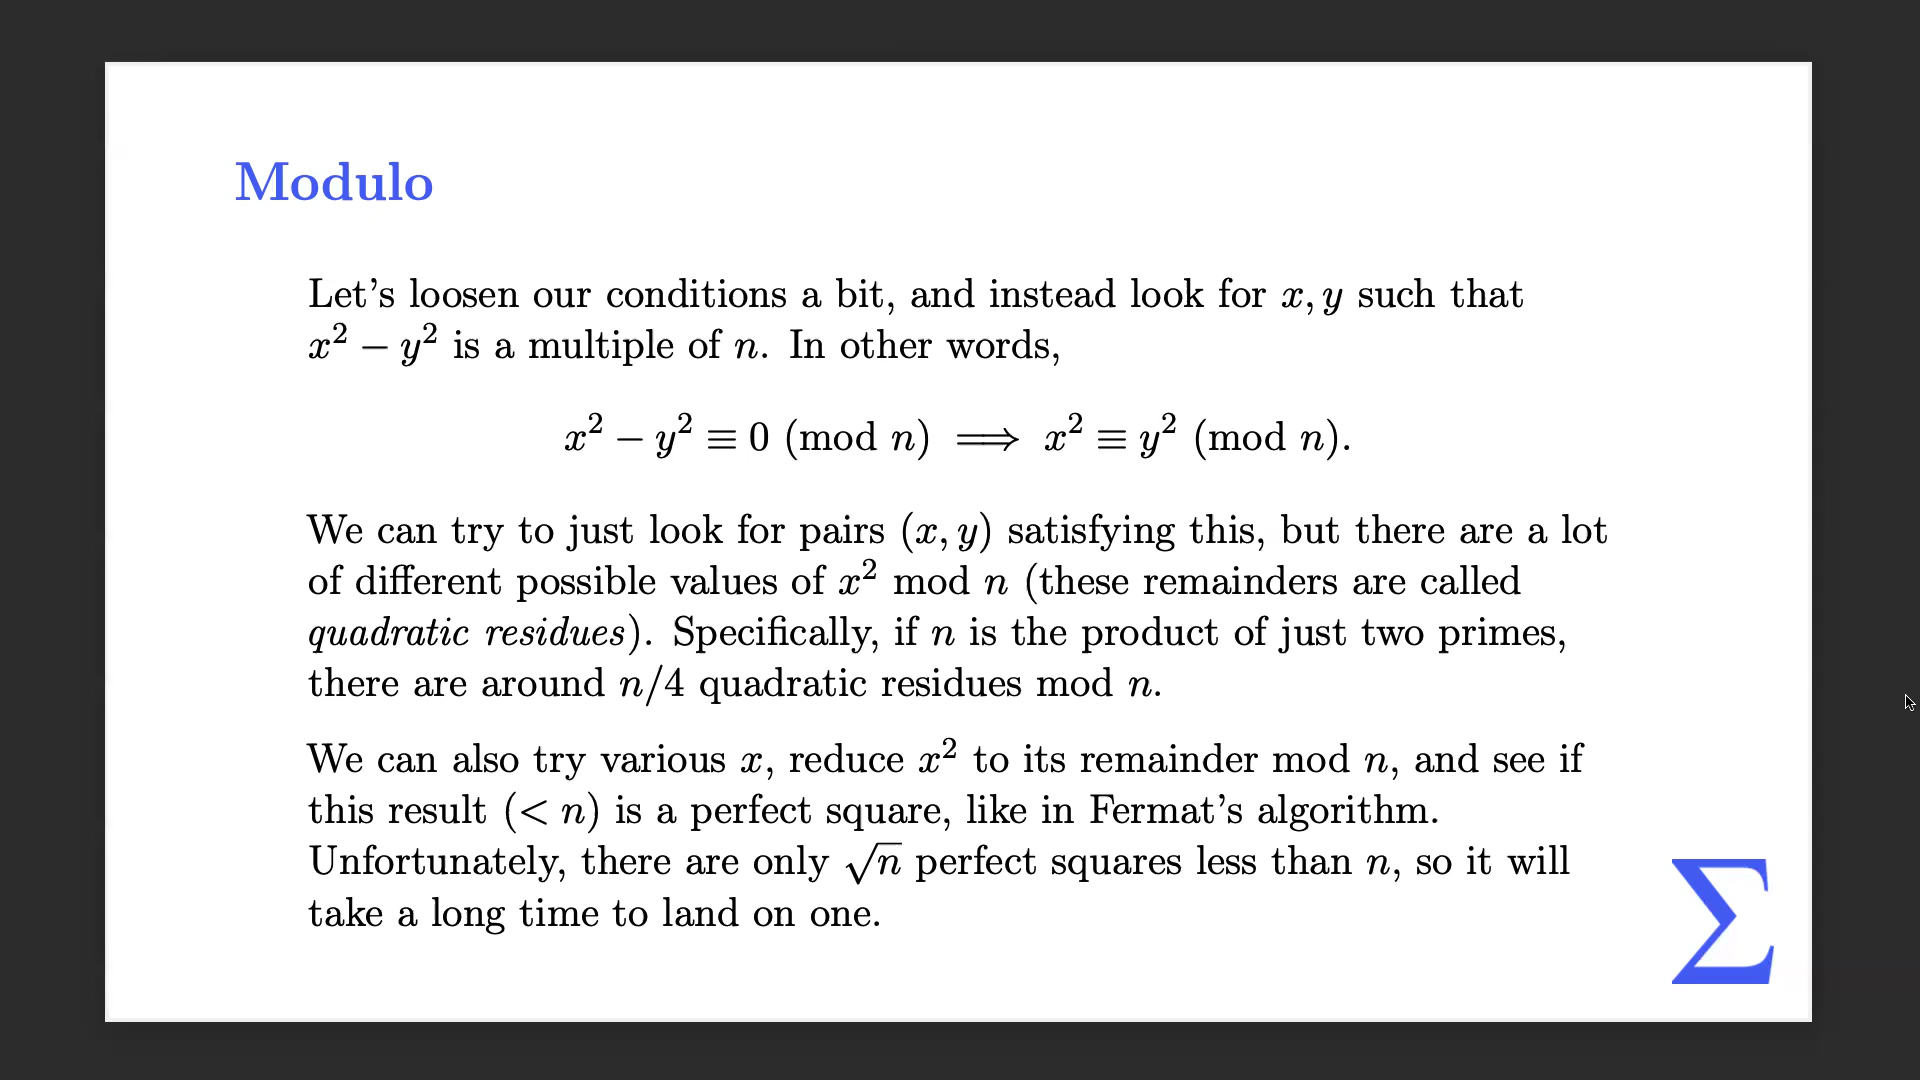 Modulo
Let's loosen our conditions a bit, and instead look for x, y such that
x² − y² is a multiple of n. In other words,
x² − y² ≡ 0 (mod n) ⟹ x² ≡ y² (mod n).
We can try to just look for pairs (x, y) satisfying this, but there are a lot
of different possible values of x² mod n (these remainders are called
quadratic residues). Specifically, if n is the product of just two primes,
there are around n/4 quadratic residues mod n.
We can also try various x, reduce x² to its remainder mod n, and see if
this result (< n) is a perfect square, like in Fermat's algorithm.
Unfortunately, there are only √n perfect squares less than n, so it will
take a long time to land on one.
Σ